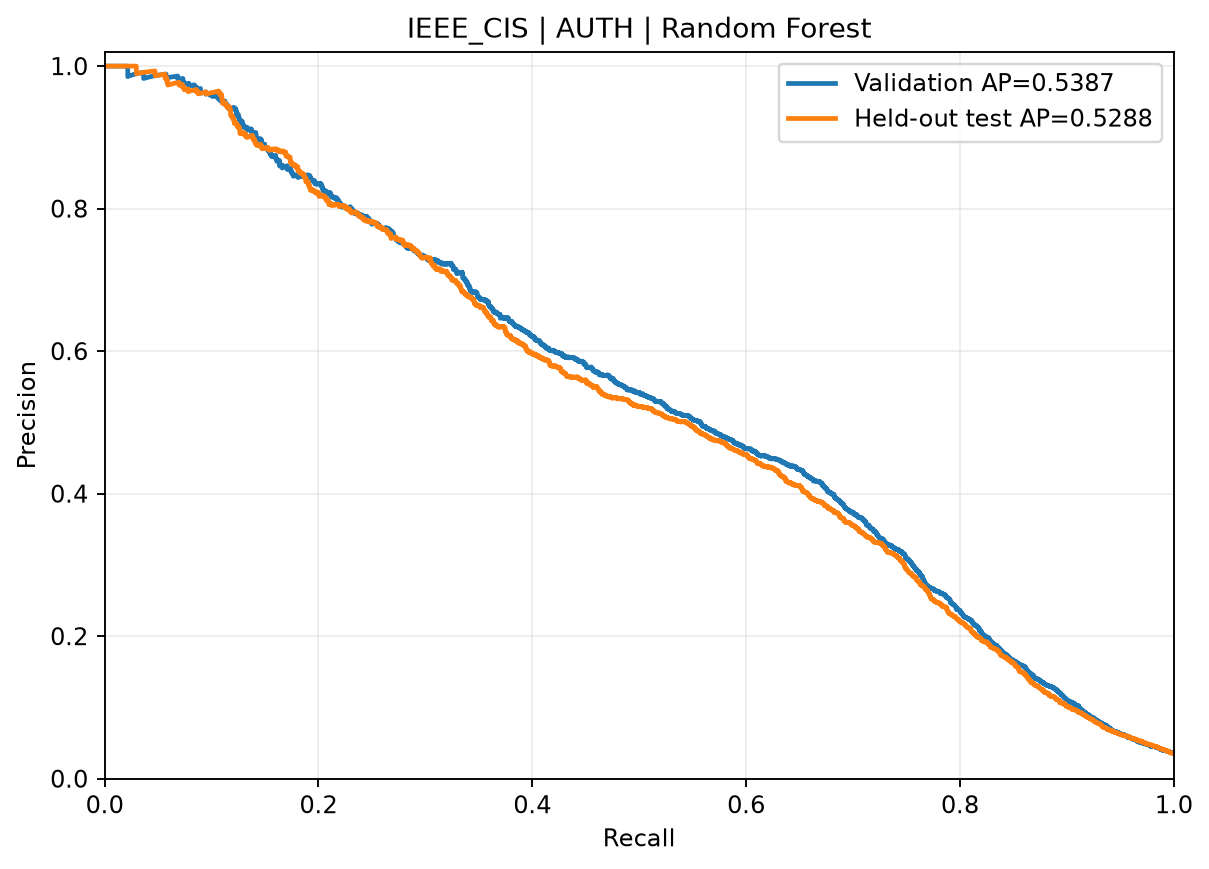 IEEE_CIS | AUTH | Random Forest
Validation AP=0.5387
Held-out test AP=0.5288
Precision
1.0
0.8
0.6
0.4
0.2
0.0
0.0 0.2 0.4 0.6 0.8 1.0
Recall